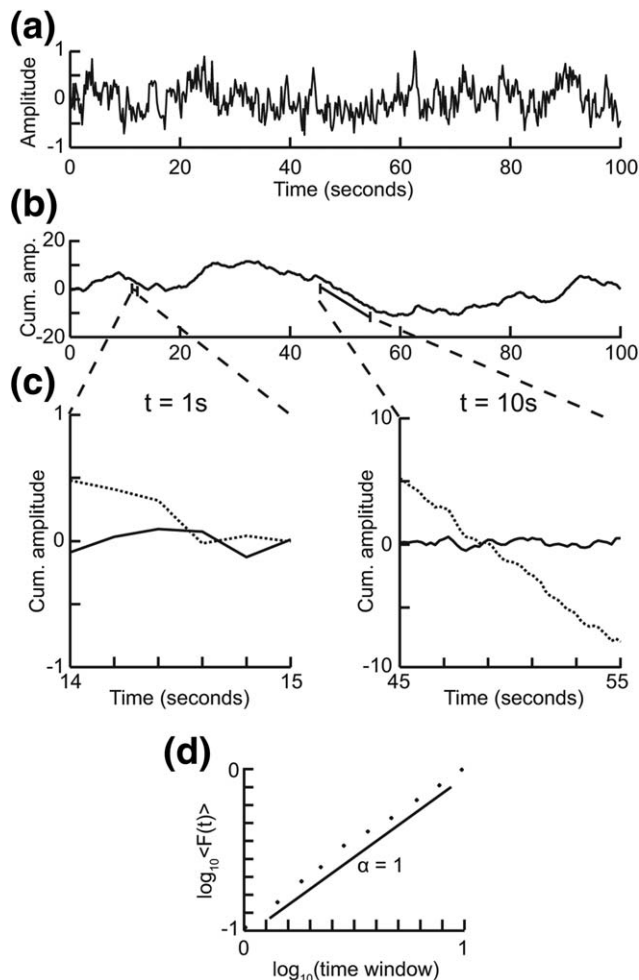 (a)
Amplitude
1
0
-1
0 20 40 60 80 100
Time (seconds)
(b)
Cum. amp.
20
0
-20
0 20 40 60 80 100
(c)
t = 1s
Cum. amplitude
1
0
-1
14 15
Time (seconds)
t = 10s
Cum. amplitude
10
0
-10
45 55
Time (seconds)
(d)
log₁₀<F(t)>
0
-1
α = 1
0 1
log₁₀(time window)